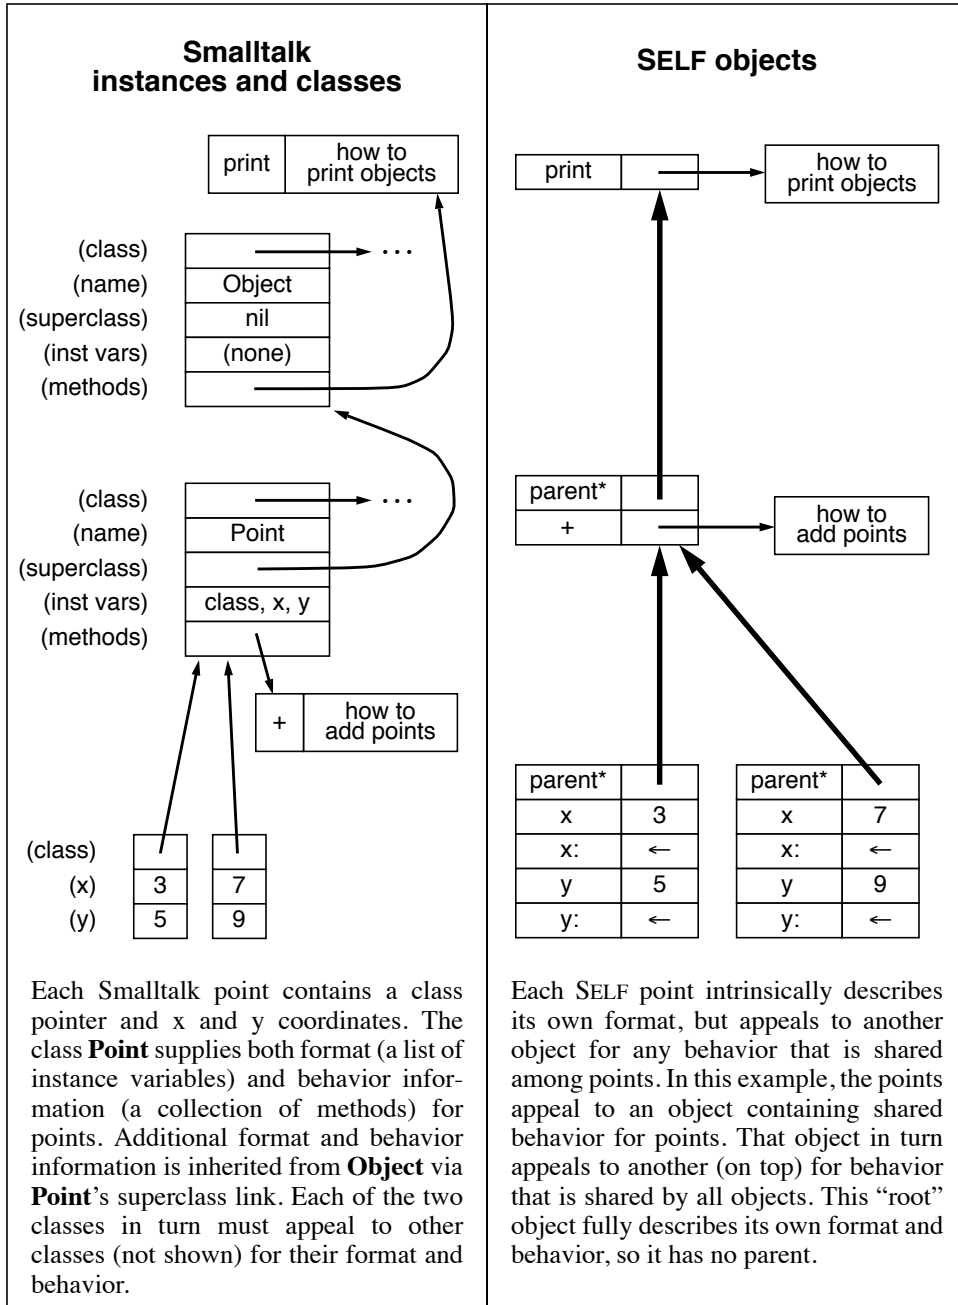 Smalltalk
instances and classes
print
how to
print objects
(class)
...
(name)
Object
(superclass)
nil
(inst vars)
(none)
(methods)
(class)
...
(name)
Point
(superclass)
(inst vars)
class, x, y
(methods)
+
how to
add points
(class)
(x)
3
7
(y)
5
9
Each Smalltalk point contains a class
pointer and x and y coordinates. The
class Point supplies both format (a list of
instance variables) and behavior infor-
mation (a collection of methods) for
points. Additional format and behavior
information is inherited from Object via
Point’s superclass link. Each of the two
classes in turn must appeal to other
classes (not shown) for their format and
behavior.
SELF objects
print
how to
print objects
parent*
+
how to
add points
parent*
x
3
x:
←
y
5
y:
←
parent*
x
7
x:
←
y
9
y:
←
Each SELF point intrinsically describes
its own format, but appeals to another
object for any behavior that is shared
among points. In this example, the points
appeal to an object containing shared
behavior for points. That object in turn
appeals to another (on top) for behavior
that is shared by all objects. This “root”
object fully describes its own format and
behavior, so it has no parent.